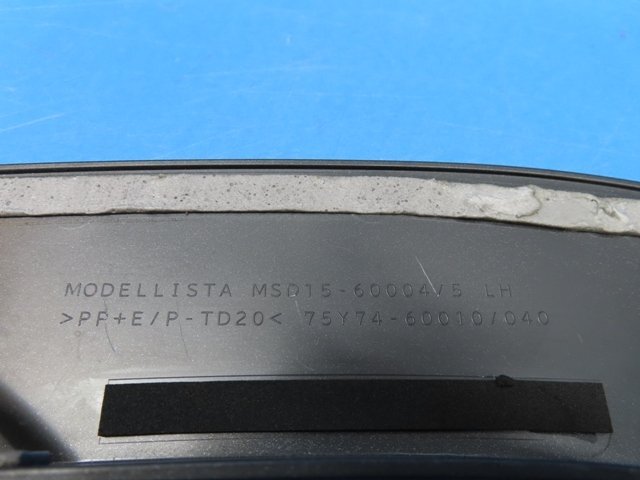 MODELLISTA MSD15-60004/5 LH
>PP+E/P-TD20< 75Y74-60010/040